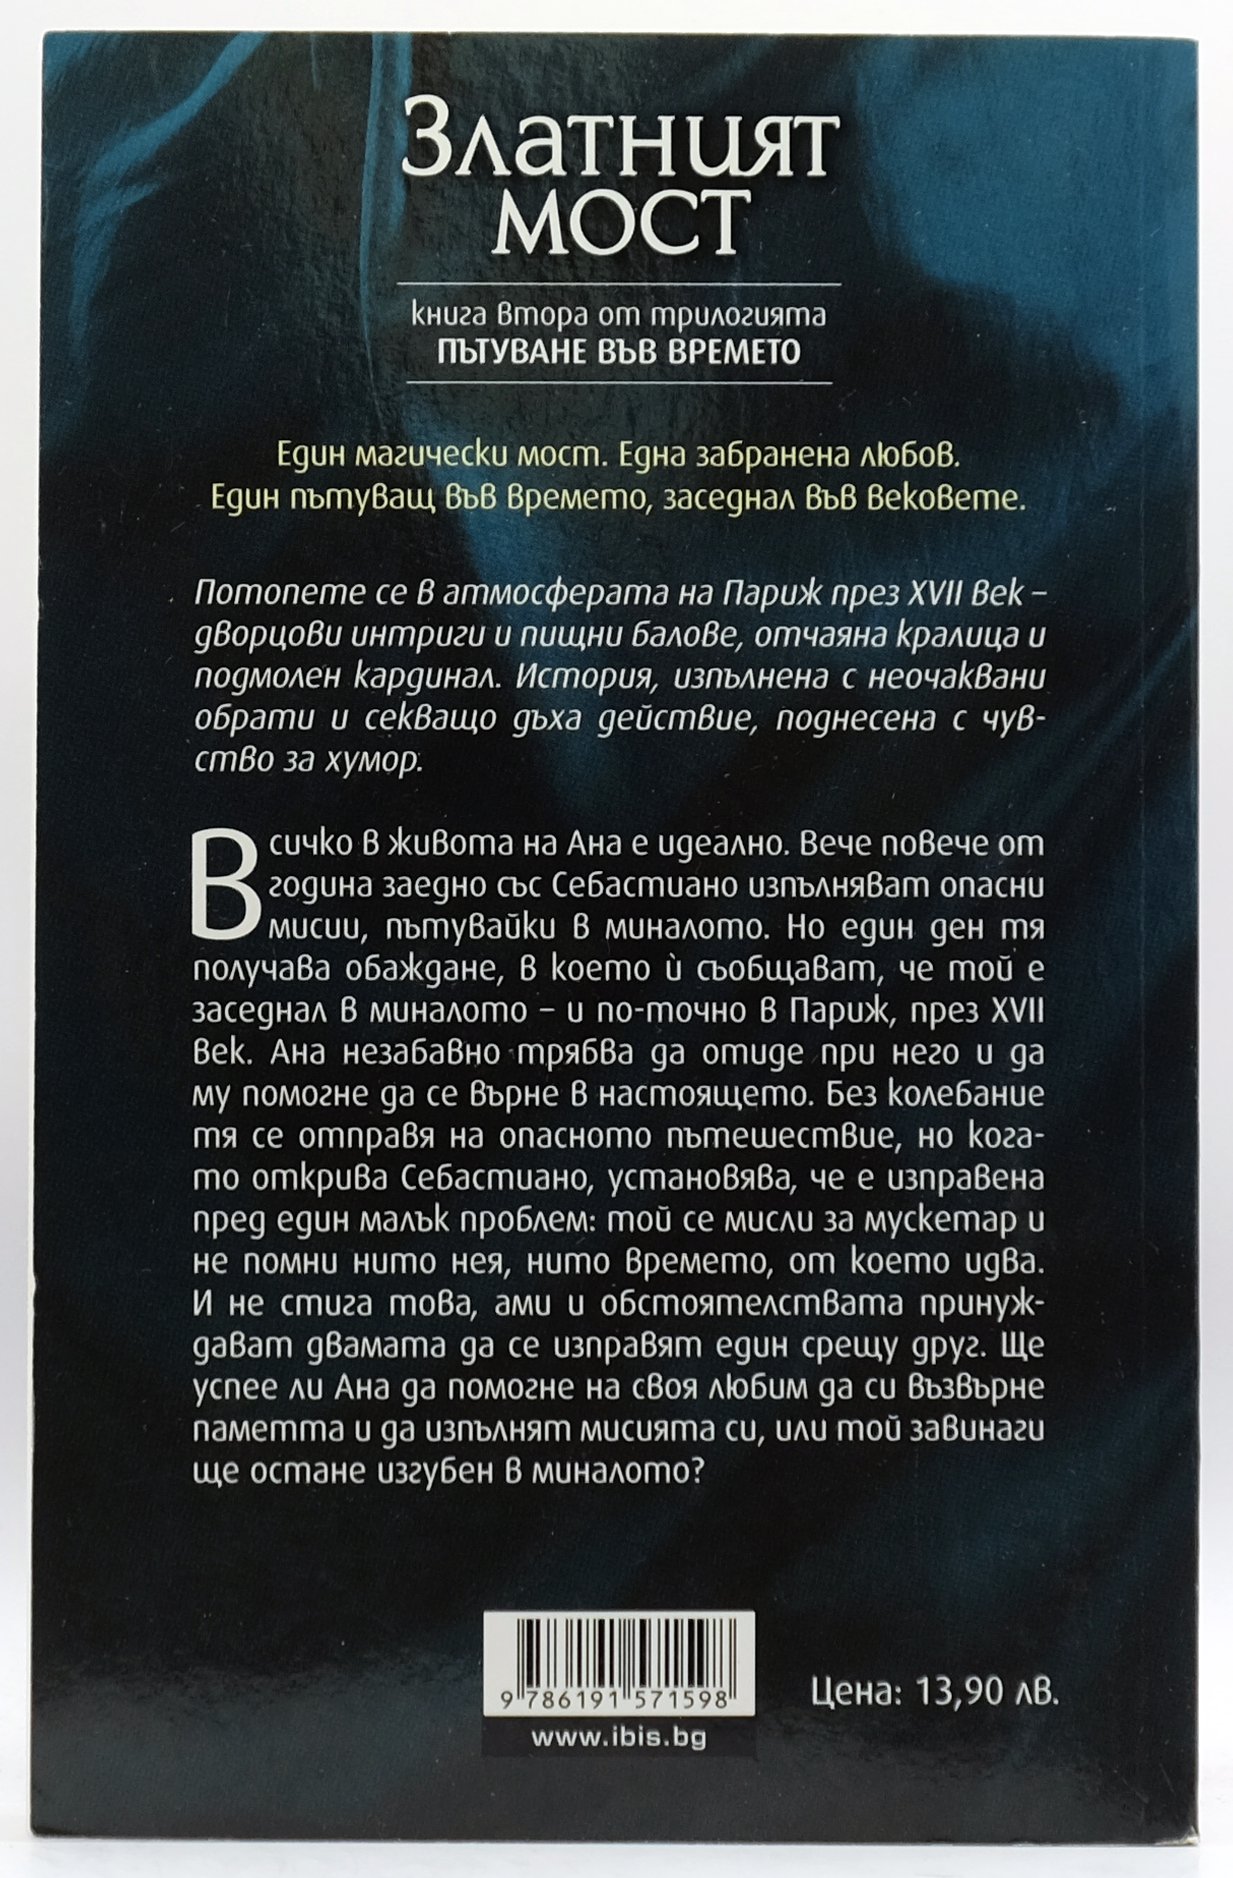 Златният
мост
книга втора от трилогията
ПЪТУВАНЕ ВЪВ ВРЕМЕТО
Един магически мост. Една забранена любов.
Един пътуващ във времето, заседнал във вековете.
Потопете се в атмосферата на Париж през XVII век –
дворцови интриги и пищни балове, отчаяна кралица и
подмолен кардинал. История, изпълнена с неочаквани
обрати и секващо дъха действие, поднесена с чув-
ство за хумор.
Всичко в живота на Ана е идеално. Вече повече от
година заедно със Себастиано изпълняват опасни
мисии, пътувайки в миналото. Но един ден тя
получава обаждане, в което ѝ съобщават, че той е
заседнал в миналото – и по-точно в Париж, през XVII
век. Ана незабавно трябва да отиде при него и да
му помогне да се върне в настоящето. Без колебание
тя се отправя на опасното пътешествие, но кога-
то открива Себастиано, установява, че е изправена
пред един малък проблем: той се мисли за мускетар и
не помни нито нея, нито времето, от което идва.
И не стига това, ами и обстоятелствата принуж-
дават двамата да се изправят един срещу друг. Ще
успее ли Ана да помогне на своя любим да си възвърне
паметта и да изпълнят мисията си, или той завинаги
ще остане изгубен в миналото?
9 786191 571598
www.ibis.bg
Цена: 13,90 лв.